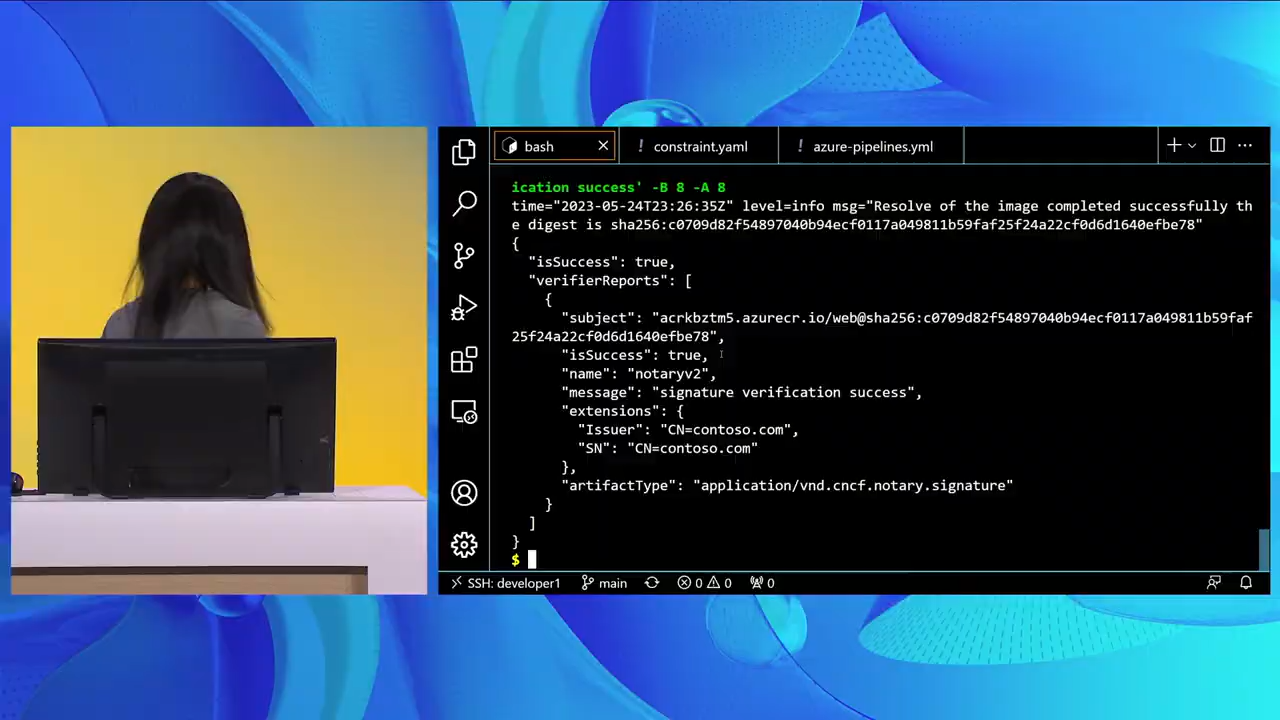 bash
constraint.yaml
azure-pipelines.yml
ication success' -B 8 -A 8
time="2023-05-24T23:26:35Z" level=info msg="Resolve of the image completed successfully th
e digest is sha256:c0709d82f54897040b94ecf0117a049811b59faf25f24a22cf0d6d1640efbe78"
{
"isSuccess": true,
"verifierReports": [
{
"subject": "acrkbztm5.azurecr.io/web@sha256:c0709d82f54897040b94ecf0117a049811b59faf
25f24a22cf0d6d1640efbe78",
"isSuccess": true,
"name": "notaryv2",
"message": "signature verification success",
"extensions": {
"Issuer": "CN=contoso.com",
"SN": "CN=contoso.com"
},
"artifactType": "application/vnd.cncf.notary.signature"
}
]
}
$
SSH: developer1 main 0 0 0